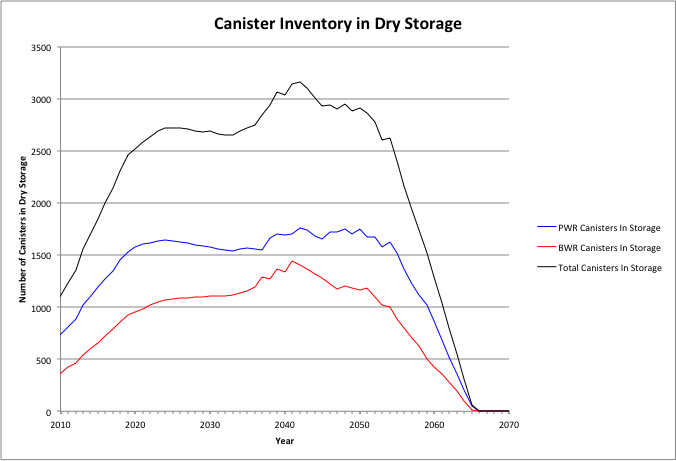 Canister Inventory in Dry Storage
3500
3000
2500
2000
1500
1000
500
0
Number of Canisters in Dry Storage
2010
2020
2030
2040
2050
2060
2070
Year
PWR Canisters In Storage
BWR Canisters In Storage
Total Canisters In Storage